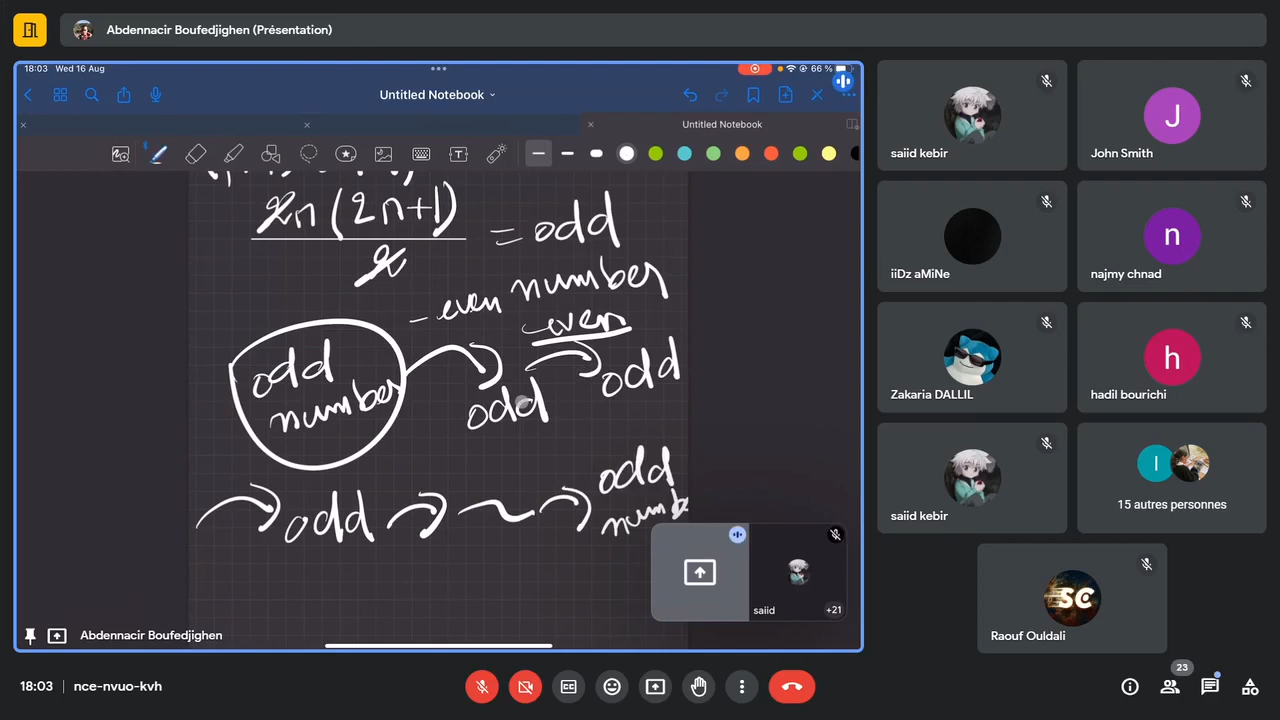 Abdennacir Boufedjighen (Présentation)
18:03 Wed 16 Aug
66 %
Untitled Notebook
Untitled Notebook
T
2n (2n+1)
2
= odd
number
- even
even
odd
number
odd
odd
odd
odd
numb
saiid
+21
Abdennacir Boufedjighen
saiid kebir
J
John Smith
iiDz aMiNe
n
najmy chnad
Zakaria DALLIL
h
hadil bourichi
saiid kebir
I
15 autres personnes
SC
Raouf Ouldali
18:03 | nce-nvuo-kvh
CC
23